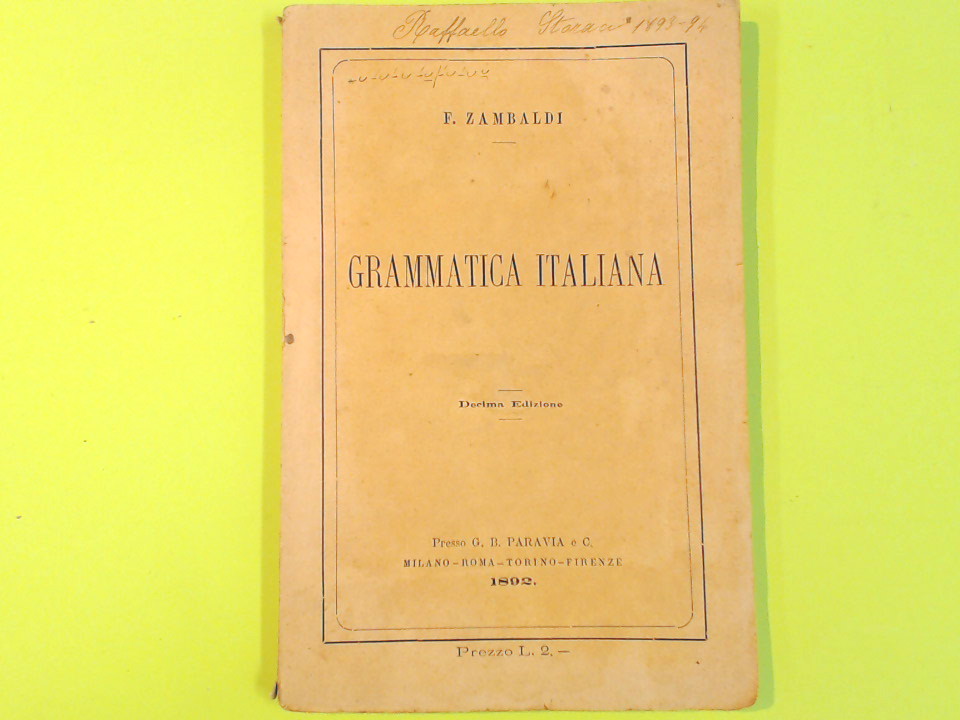 Raffaello 1893-94
F. ZAMBALDI
GRAMMATICA ITALIANA
Decima Edizione
Presso G. B. PARAVIA e C.
MILANO-ROMA-TORINO-FIRENZE
1892.
Prezzo L. 2. —